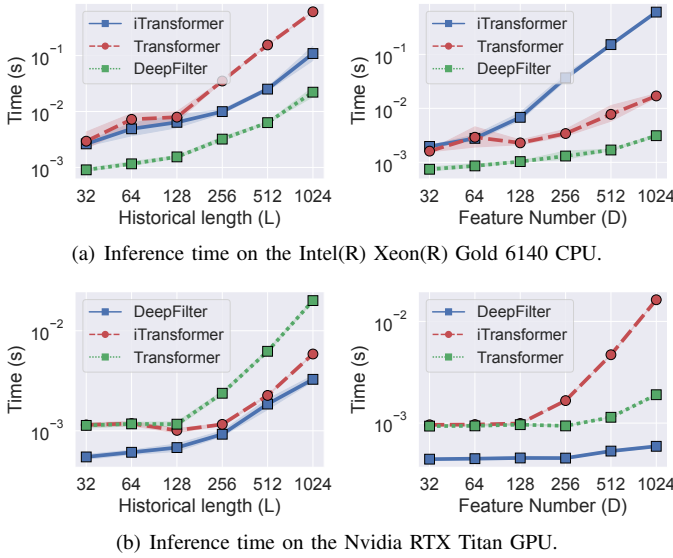 iTransformer
Transformer
DeepFilter
10⁻¹
10⁻²
10⁻³
Time (s)
32 64 128 256 512 1024
Historical length (L)
iTransformer
Transformer
DeepFilter
10⁻¹
10⁻²
10⁻³
Time (s)
32 64 128 256 512 1024
Feature Number (D)
(a) Inference time on the Intel(R) Xeon(R) Gold 6140 CPU.
DeepFilter
iTransformer
Transformer
10⁻²
10⁻³
Time (s)
32 64 128 256 512 1024
Historical length (L)
DeepFilter
iTransformer
Transformer
10⁻²
10⁻³
Time (s)
32 64 128 256 512 1024
Feature Number (D)
(b) Inference time on the Nvidia RTX Titan GPU.